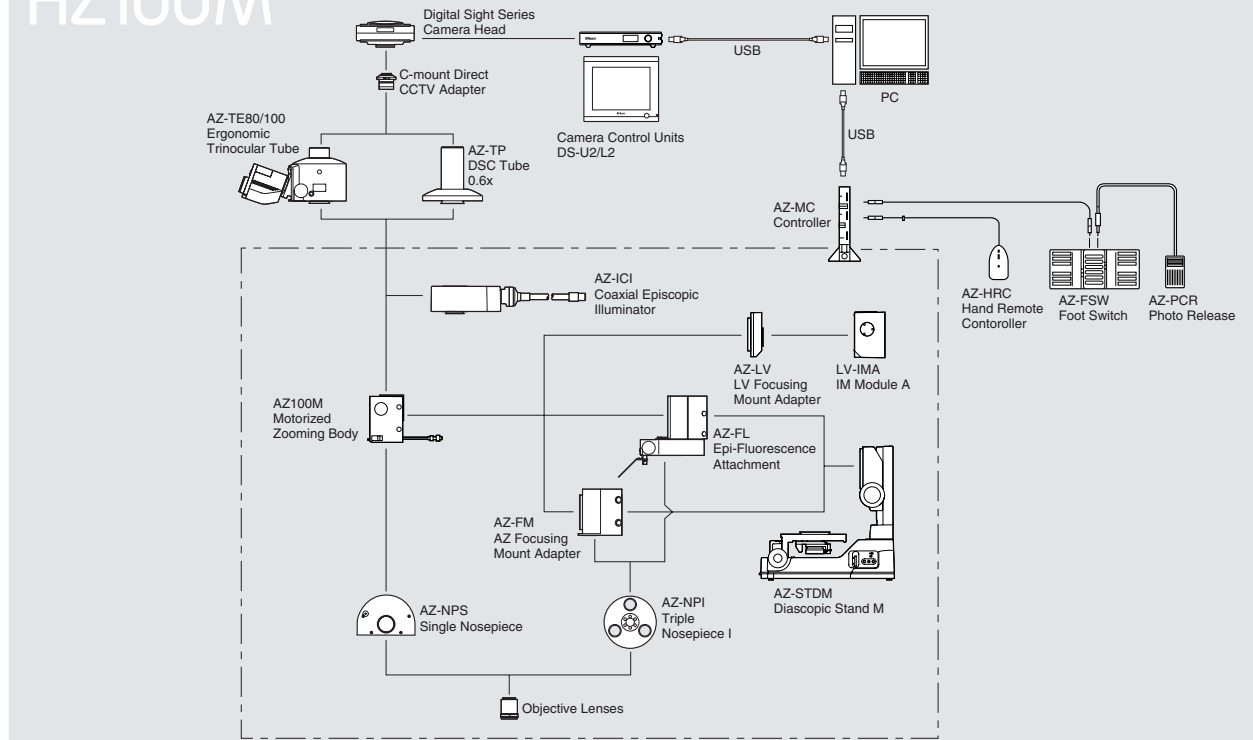 AZ100M
Digital Sight Series
Camera Head
USB
C-mount Direct
CCTV Adapter
PC
Camera Control Units
DS-U2/L2
USB
AZ-TE80/100
Ergonomic
Trinocular Tube
AZ-TP
DSC Tube
0.6x
AZ-MC
Controller
AZ-HRC
Hand Remote
Contoroller
AZ-FSW
Foot Switch
AZ-PCR
Photo Release
AZ-ICI
Coaxial Episcopic
Illuminator
AZ-LV
LV Focusing
Mount Adapter
LV-IMA
IM Module A
AZ100M
Motorized
Zooming Body
AZ-FL
Epi-Fluorescence
Attachment
AZ-FM
AZ Focusing
Mount Adapter
AZ-STDM
Diascopic Stand M
AZ-NPS
Single Nosepiece
AZ-NPI
Triple
Nosepiece I
Objective Lenses